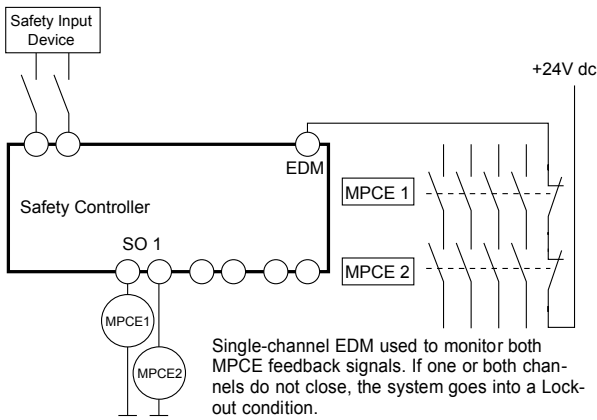 Safety Input
Device
+24V dc
EDM
Safety Controller
MPCE 1
SO 1
MPCE 2
MPCE1
MPCE2
Single-channel EDM used to monitor both
MPCE feedback signals. If one or both chan-
nels do not close, the system goes into a Lock-
out condition.